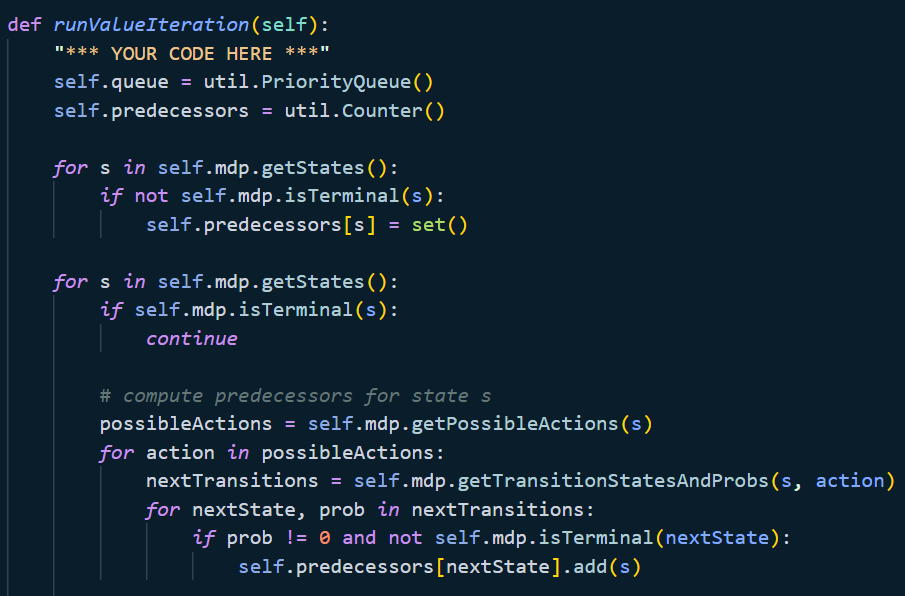 def runValueIteration(self):
    "*** YOUR CODE HERE ***"
    self.queue = util.PriorityQueue()
    self.predecessors = util.Counter()

    for s in self.mdp.getStates():
        if not self.mdp.isTerminal(s):
            self.predecessors[s] = set()

    for s in self.mdp.getStates():
        if self.mdp.isTerminal(s):
            continue

        # compute predecessors for state s
        possibleActions = self.mdp.getPossibleActions(s)
        for action in possibleActions:
            nextTransitions = self.mdp.getTransitionStatesAndProbs(s, action)
            for nextState, prob in nextTransitions:
                if prob != 0 and not self.mdp.isTerminal(nextState):
                    self.predecessors[nextState].add(s)